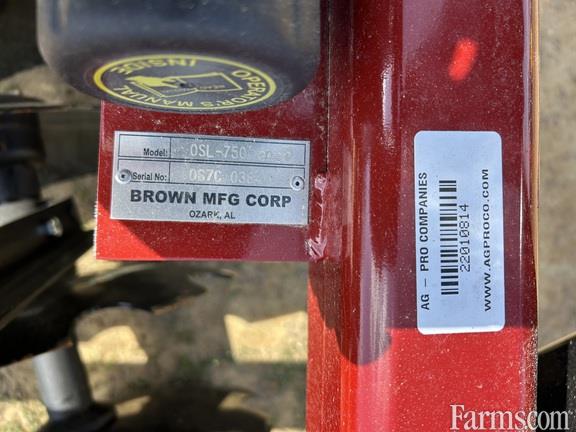 OPERATOR'S MANUAL
INSIDE
Model: OSL-750
Serial No:
BROWN MFG CORP
OZARK, AL
AG - PRO COMPANIES
22010814
WWW.AGPROCO.COM
Farms.com